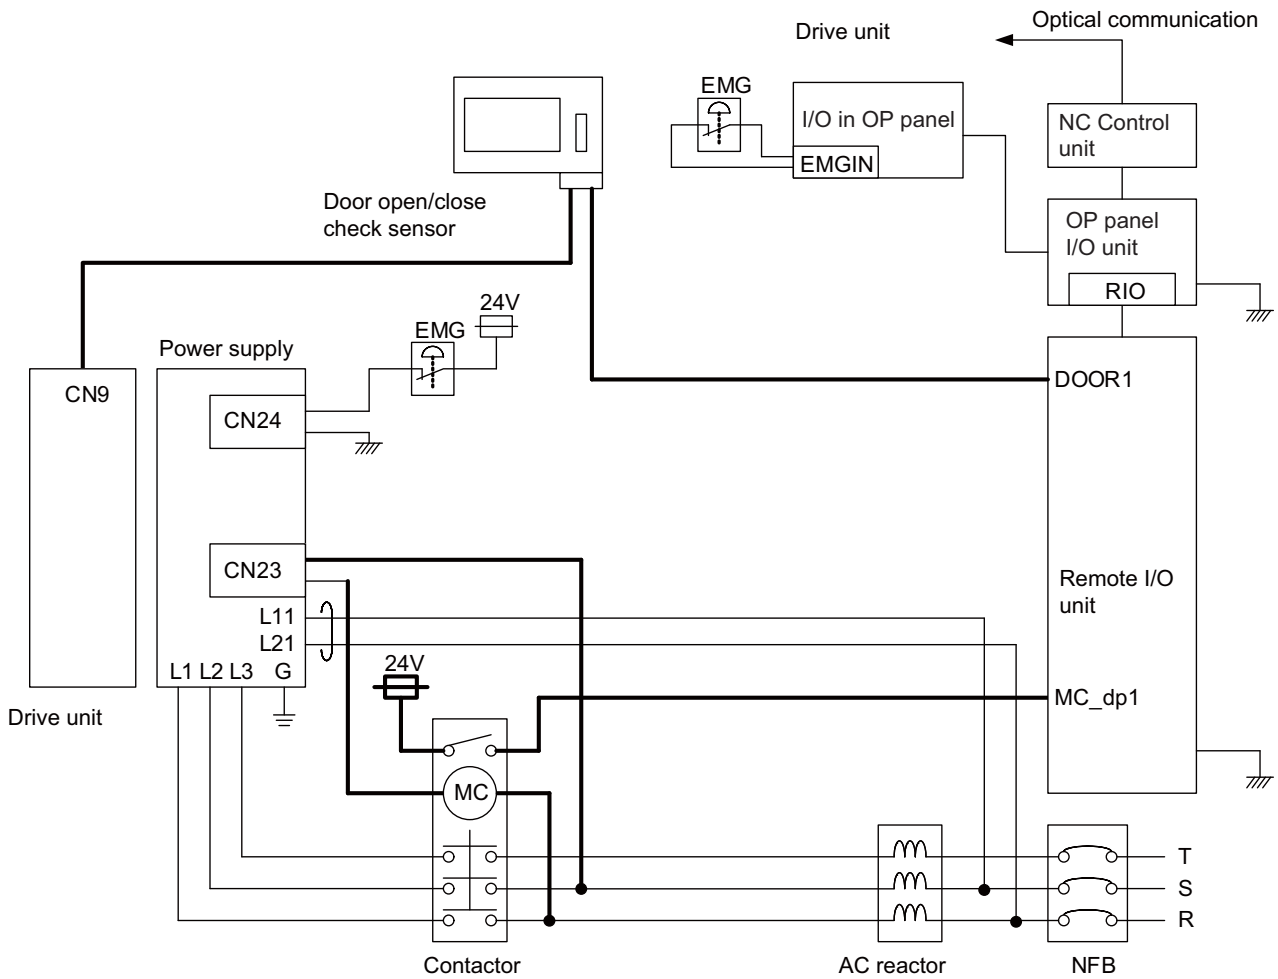 Optical communication
Drive unit
EMG
I/O in OP panel
EMGIN
NC Control
unit
Door open/close
check sensor
OP panel
I/O unit
RIO
24V
EMG
Power supply
CN9
CN24
DOOR1
CN23
Remote I/O
unit
L11
L21
L1 L2 L3 G
24V
MC_dp1
Drive unit
MC
T
S
R
Contactor
AC reactor
NFB